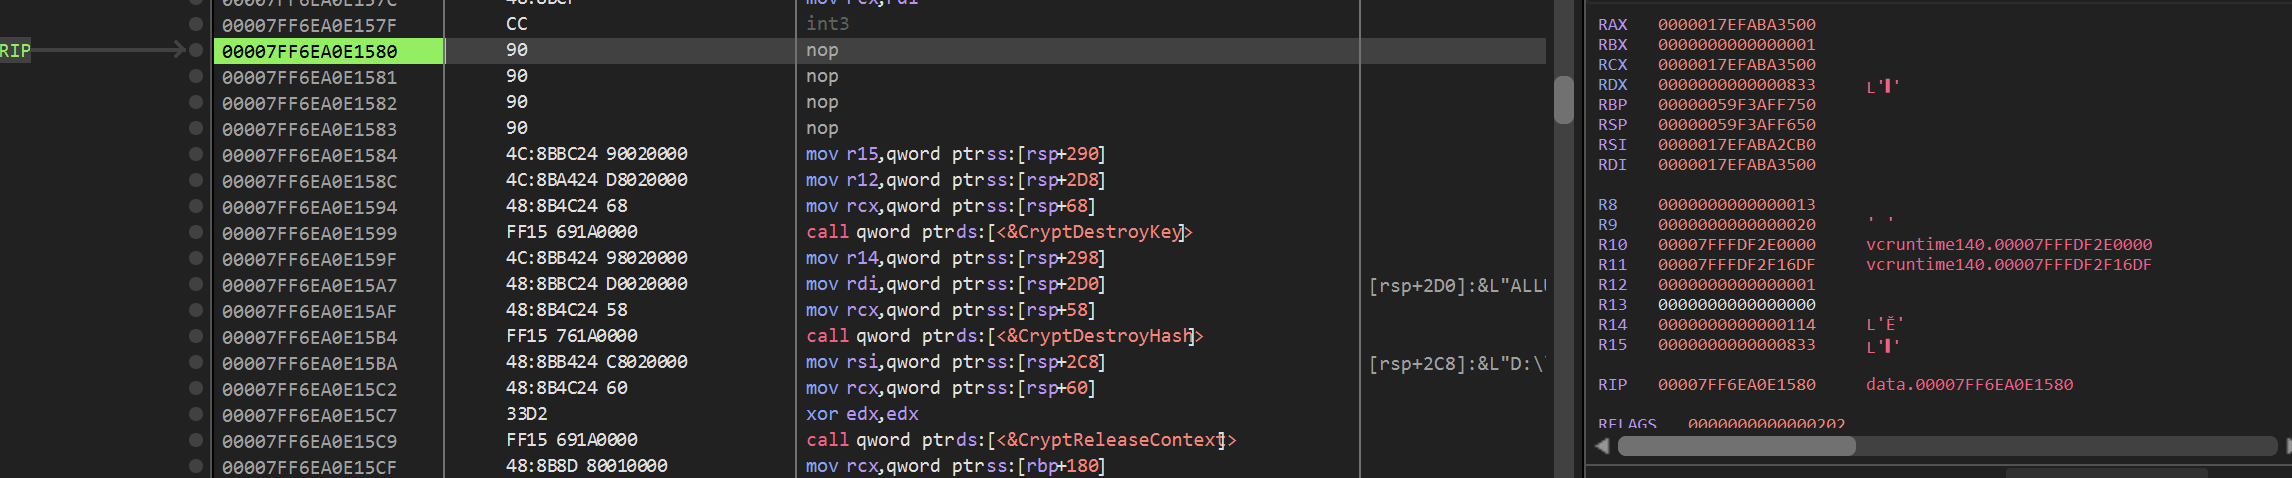 00007FF6EA0E157C 48:8BCF mov rcx,rdi
00007FF6EA0E157F CC int3
RIP 00007FF6EA0E1580 90 nop
00007FF6EA0E1581 90 nop
00007FF6EA0E1582 90 nop
00007FF6EA0E1583 90 nop
00007FF6EA0E1584 4C:8BBC24 90020000 mov r15,qword ptr ss:[rsp+290]
00007FF6EA0E158C 4C:8BA424 D8020000 mov r12,qword ptr ss:[rsp+2D8]
00007FF6EA0E1594 48:8B4C24 68 mov rcx,qword ptr ss:[rsp+68]
00007FF6EA0E1599 FF15 691A0000 call qword ptr ds:[<&CryptDestroyKey>]
00007FF6EA0E159F 4C:8BB424 98020000 mov r14,qword ptr ss:[rsp+298]
00007FF6EA0E15A7 48:8BBC24 D0020000 mov rdi,qword ptr ss:[rsp+2D0] [rsp+2D0]:&L"ALLU
00007FF6EA0E15AF 48:8B4C24 58 mov rcx,qword ptr ss:[rsp+58]
00007FF6EA0E15B4 FF15 761A0000 call qword ptr ds:[<&CryptDestroyHash>]
00007FF6EA0E15BA 48:8BB424 C8020000 mov rsi,qword ptr ss:[rsp+2C8] [rsp+2C8]:&L"D:\
00007FF6EA0E15C2 48:8B4C24 60 mov rcx,qword ptr ss:[rsp+60]
00007FF6EA0E15C7 33D2 xor edx,edx
00007FF6EA0E15C9 FF15 691A0000 call qword ptr ds:[<&CryptReleaseContext>]
00007FF6EA0E15CF 48:8B8D 80010000 mov rcx,qword ptr ss:[rbp+180]
RAX 0000017EFABA3500
RBX 0000000000000001
RCX 0000017EFABA3500
RDX 0000000000000833
RBP 00000059F3AFF750
RSP 00000059F3AFF650
RSI 0000017EFABA2CB0
RDI 0000017EFABA3500
R8 0000000000000013
R9 0000000000000020 ' '
R10 00007FFFDF2E0000 vcruntime140.00007FFFDF2E0000
R11 00007FFFDF2F16DF vcruntime140.00007FFFDF2F16DF
R12 0000000000000001
R13 0000000000000000
R14 0000000000000114 L'Ĕ'
R15 0000000000000833
RIP 00007FF6EA0E1580 data.00007FF6EA0E1580
RFLAGS 0000000000000202